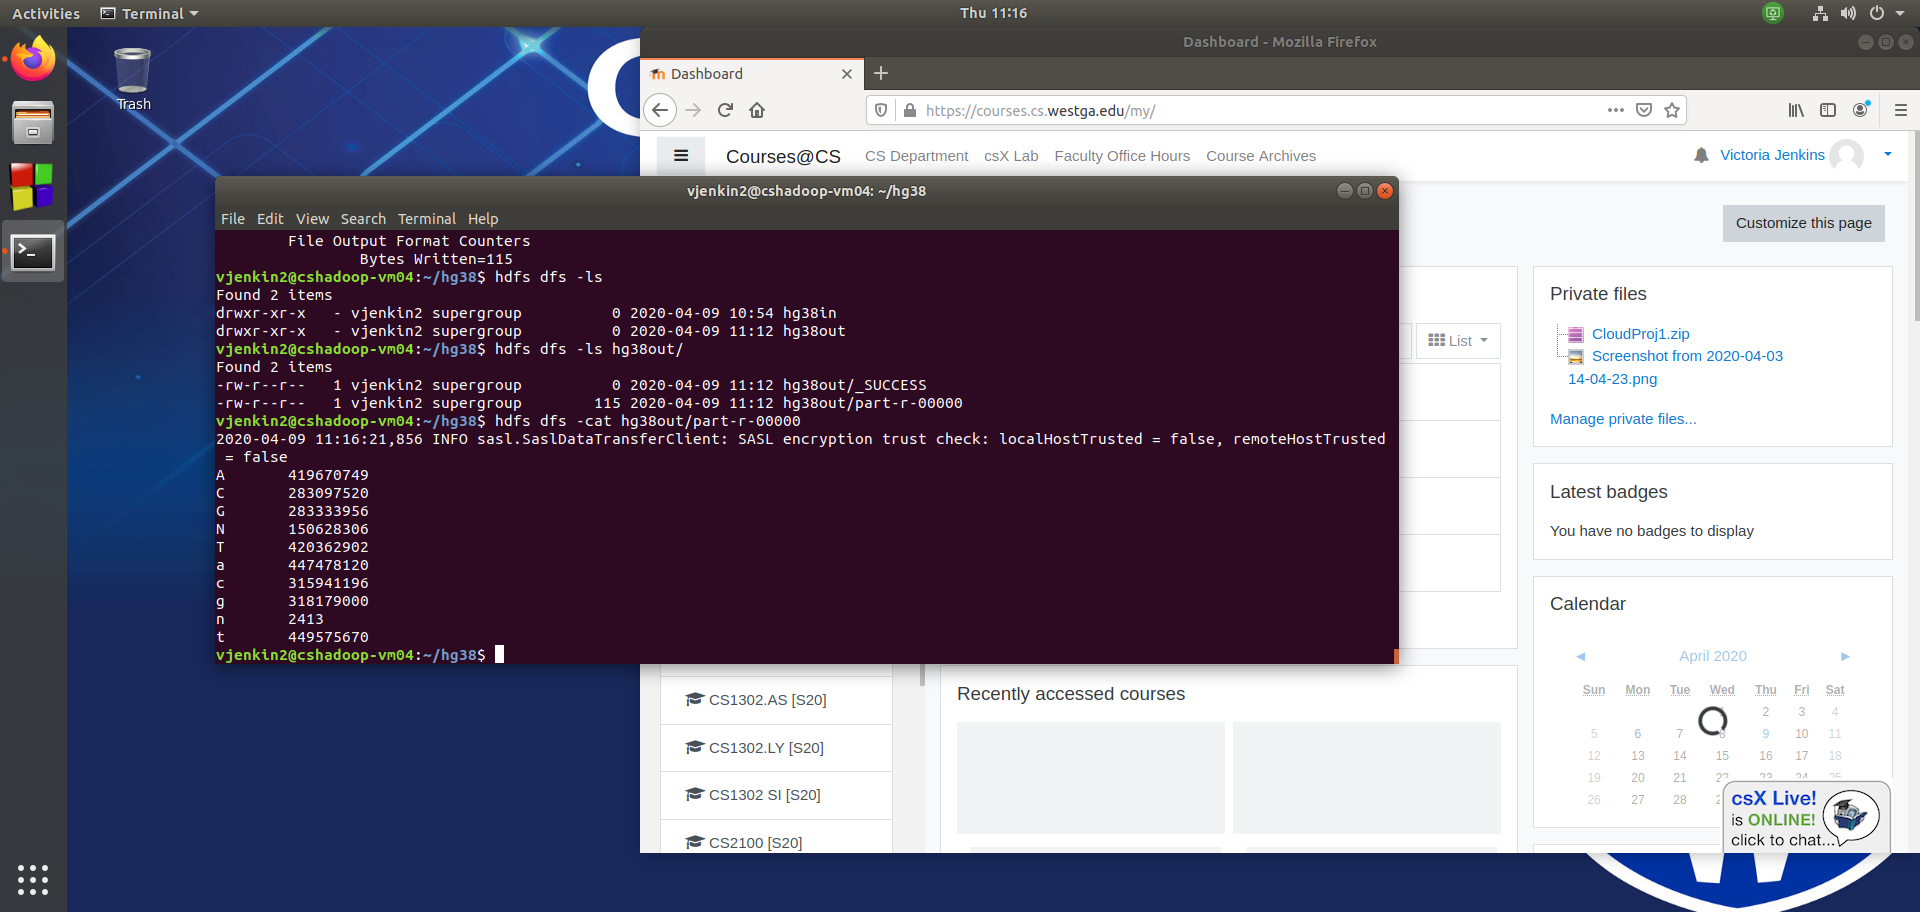 Activities
Terminal
Thu 11:16
Trash
Dashboard - Mozilla Firefox
Dashboard
https://courses.cs.westga.edu/my/
Courses@CS
CS Department
csX Lab
Faculty Office Hours
Course Archives
Victoria Jenkins
Customize this page
vjenkin2@cshadoop-vm04: ~/hg38
File Edit View Search Terminal Help
File Output Format Counters
Bytes Written=115
vjenkin2@cshadoop-vm04:~/hg38$ hdfs dfs -ls
Found 2 items
drwxr-xr-x   - vjenkin2 supergroup          0 2020-04-09 10:54 hg38in
drwxr-xr-x   - vjenkin2 supergroup          0 2020-04-09 11:12 hg38out
vjenkin2@cshadoop-vm04:~/hg38$ hdfs dfs -ls hg38out/
Found 2 items
-rw-r--r--   1 vjenkin2 supergroup          0 2020-04-09 11:12 hg38out/_SUCCESS
-rw-r--r--   1 vjenkin2 supergroup        115 2020-04-09 11:12 hg38out/part-r-00000
vjenkin2@cshadoop-vm04:~/hg38$ hdfs dfs -cat hg38out/part-r-00000
2020-04-09 11:16:21,856 INFO sasl.SaslDataTransferClient: SASL encryption trust check: localHostTrusted = false, remoteHostTrusted
= false
A 419670749
C 283097520
G 283333956
N 150628306
T 420362902
a 447478120
c 315941196
g 318179000
n 2413
t 449575670
vjenkin2@cshadoop-vm04:~/hg38$
List
Private files
CloudProj1.zip
Screenshot from 2020-04-03
14-04-23.png
Manage private files...
Latest badges
You have no badges to display
Calendar
April 2020
Sun Mon Tue Wed Thu Fri Sat
2 3 4
5 6 7 8 9 10 11
12 13 14 15 16 17 18
19 20 21 22 23 24 25
26 27 28
CS1302.AS [S20]
CS1302.LY [S20]
CS1302 SI [S20]
CS2100 [S20]
Recently accessed courses
csX Live!
is ONLINE!
click to chat...